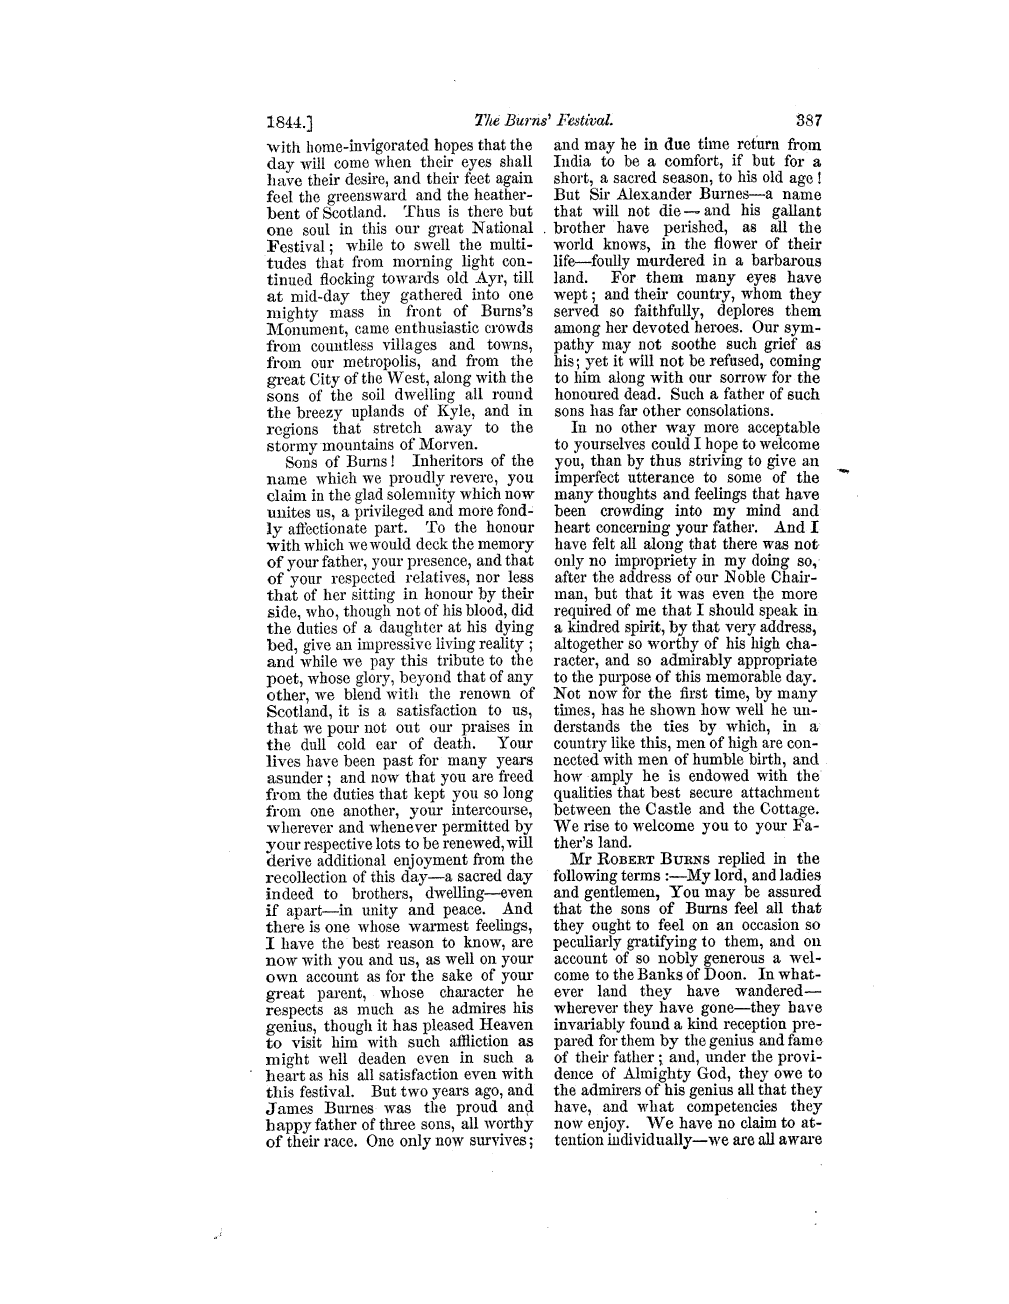 1844.] The Burns' Festival. 387
with home-invigorated hopes that the
day will come when their eyes shall
have their desire, and their feet again
feel the greensward and the heather-
bent of Scotland. Thus is there but
one soul in this our great National
Festival; while to swell the multi-
tudes that from morning light con-
tinued flocking towards old Ayr, till
at mid-day they gathered into one
mighty mass in front of Burns's
Monument, came enthusiastic crowds
from countless villages and towns,
from our metropolis, and from the
great City of the West, along with the
sons of the soil dwelling all round
the breezy uplands of Kyle, and in
regions that stretch away to the
stormy mountains of Morven.
Sons of Burns! Inheritors of the
name which we proudly revere, you
claim in the glad solemnity which now
unites us, a privileged and more fond-
ly affectionate part. To the honour
with which we would deck the memory
of your father, your presence, and that
of your respected relatives, nor less
that of her sitting in honour by their
side, who, though not of his blood, did
the duties of a daughter at his dying
bed, give an impressive living reality;
and while we pay this tribute to the
poet, whose glory, beyond that of any
other, we blend with the renown of
Scotland, it is a satisfaction to us,
that we pour not out our praises in
the dull cold ear of death. Your
lives have been past for many years
asunder; and now that you are freed
from the duties that kept you so long
from one another, your intercourse,
wherever and whenever permitted by
your respective lots to be renewed, will
derive additional enjoyment from the
recollection of this day—a sacred day
indeed to brothers, dwelling—even
if apart—in unity and peace. And
there is one whose warmest feelings,
I have the best reason to know, are
now with you and us, as well on your
own account as for the sake of your
great parent, whose character he
respects as much as he admires his
genius, though it has pleased Heaven
to visit him with such affliction as
might well deaden even in such a
heart as his all satisfaction even with
this festival. But two years ago, and
James Burnes was the proud and
happy father of three sons, all worthy
of their race. One only now survives;
and may he in due time return from
India to be a comfort, if but for a
short, a sacred season, to his old age!
But Sir Alexander Burnes—a name
that will not die—and his gallant
brother have perished, as all the
world knows, in the flower of their
life—foully murdered in a barbarous
land. For them many eyes have
wept; and their country, whom they
served so faithfully, deplores them
among her devoted heroes. Our sym-
pathy may not soothe such grief as
his; yet it will not be refused, coming
to him along with our sorrow for the
honoured dead. Such a father of such
sons has far other consolations.
In no other way more acceptable
to yourselves could I hope to welcome
you, than by thus striving to give an
imperfect utterance to some of the
many thoughts and feelings that have
been crowding into my mind and
heart concerning your father. And I
have felt all along that there was not
only no impropriety in my doing so,
after the address of our Noble Chair-
man, but that it was even the more
required of me that I should speak in
a kindred spirit, by that very address,
altogether so worthy of his high cha-
racter, and so admirably appropriate
to the purpose of this memorable day.
Not now for the first time, by many
times, has he shown how well he un-
derstands the ties by which, in a
country like this, men of high are con-
nected with men of humble birth, and
how amply he is endowed with the
qualities that best secure attachment
between the Castle and the Cottage.
We rise to welcome you to your Fa-
ther's land.
Mr ROBERT BURNS replied in the
following terms:—My lord, and ladies
and gentlemen, You may be assured
that the sons of Burns feel all that
they ought to feel on an occasion so
peculiarly gratifying to them, and on
account of so nobly generous a wel-
come to the Banks of Doon. In what-
ever land they have wandered—
wherever they have gone—they have
invariably found a kind reception pre-
pared for them by the genius and fame
of their father; and, under the provi-
dence of Almighty God, they owe to
the admirers of his genius all that they
have, and what competencies they
now enjoy. We have no claim to at-
tention individually—we are all aware